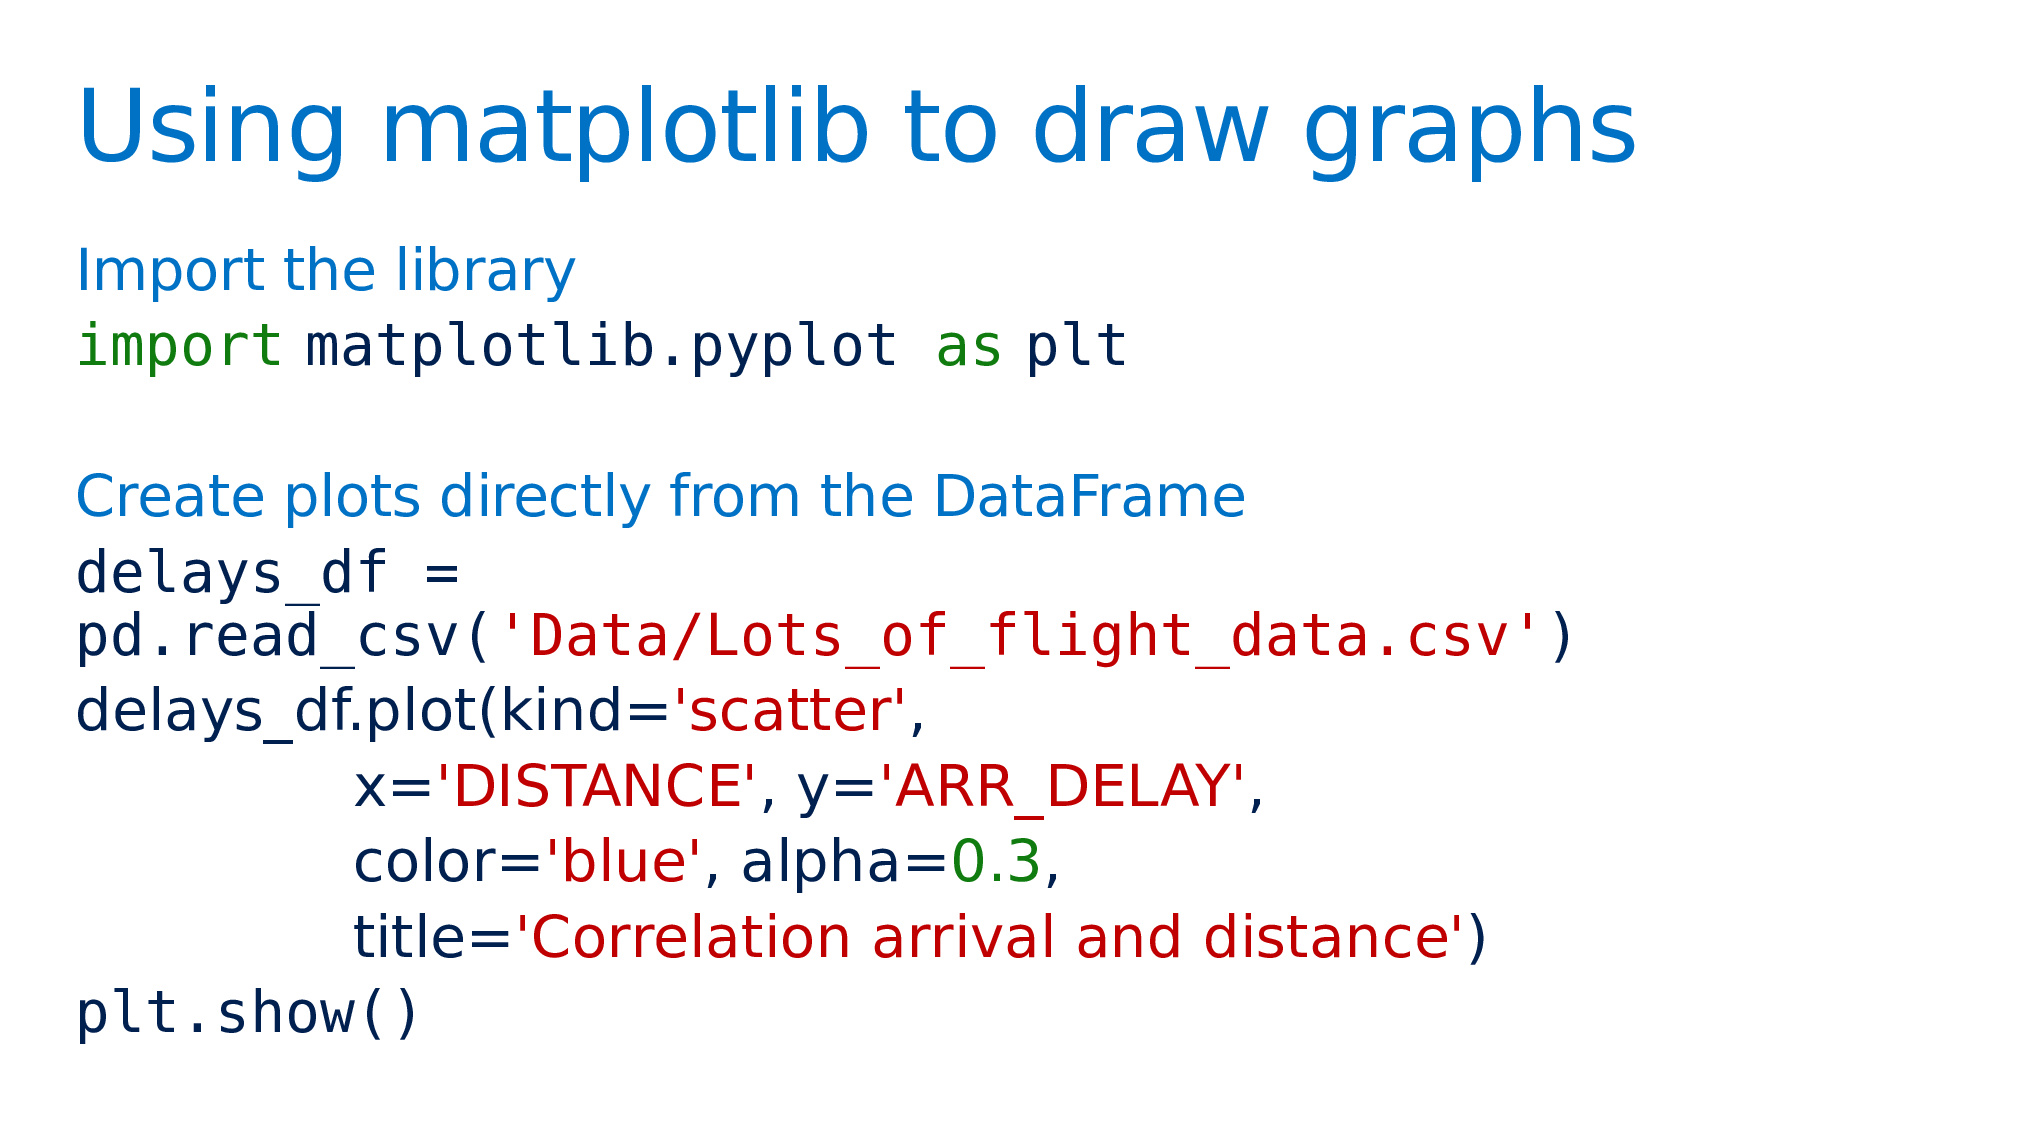 Using matplotlib to draw graphs
Import the library
import matplotlib.pyplot as plt
Create plots directly from the DataFrame
delays_df =
pd.read_csv('Data/Lots_of_flight_data.csv')
delays_df.plot(kind='scatter',
x='DISTANCE', y='ARR_DELAY',
color='blue', alpha=0.3,
title='Correlation arrival and distance')
plt.show()